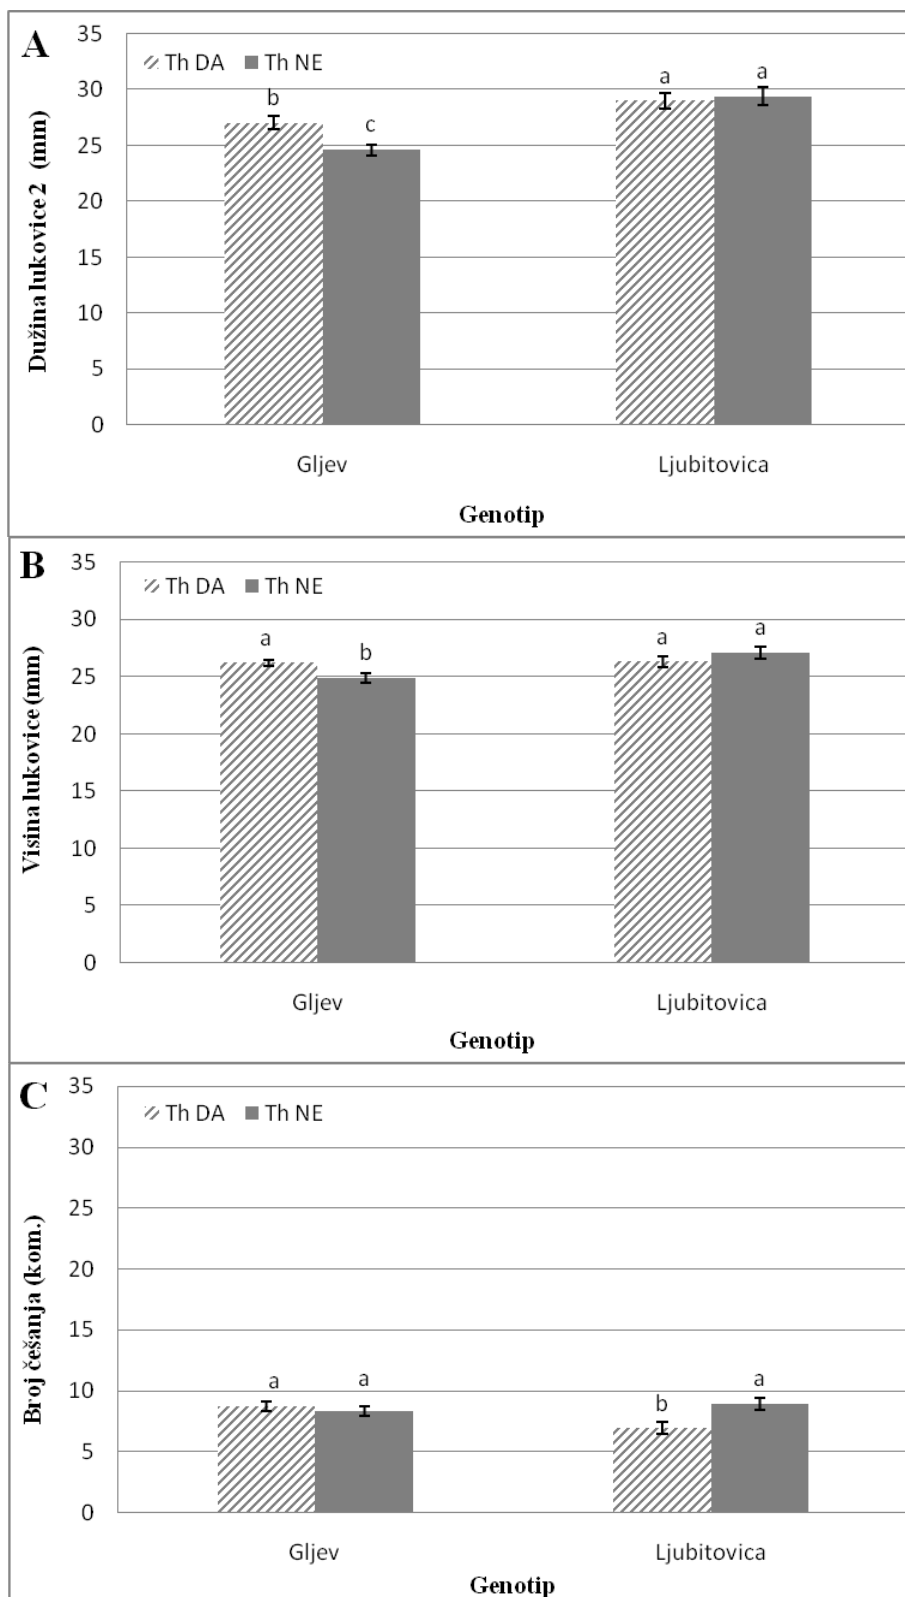 A
Dužina lukovice 2 (mm)
35
30
25
20
15
10
5
0
Th DA Th NE
b
c
a
a
Gljev
Ljubitovica
Genotip
B
Visina lukovice (mm)
35
30
25
20
15
10
5
0
Th DA Th NE
a
b
a
a
Gljev
Ljubitovica
Genotip
C
Broj češanja (kom.)
35
30
25
20
15
10
5
0
Th DA Th NE
a
a
b
a
Gljev
Ljubitovica
Genotip